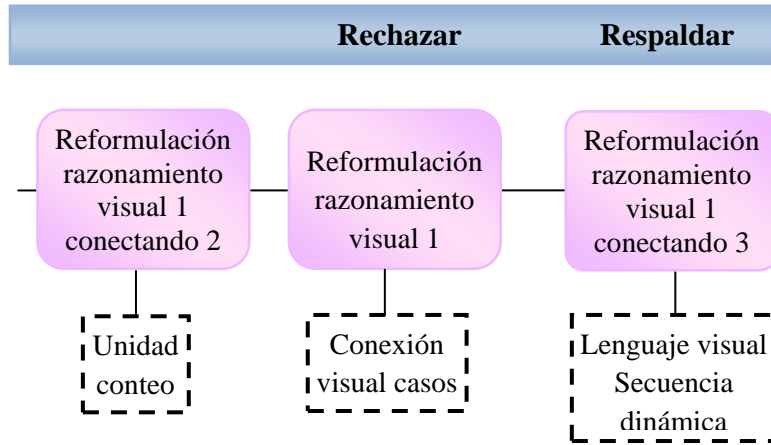 Rechazar Respaldar
Reformulación
razonamiento
visual 1
conectando 2
Reformulación
razonamiento
visual 1
Reformulación
razonamiento
visual 1
conectando 3
Unidad
conteo
Conexión
visual casos
Lenguaje visual
Secuencia
dinámica